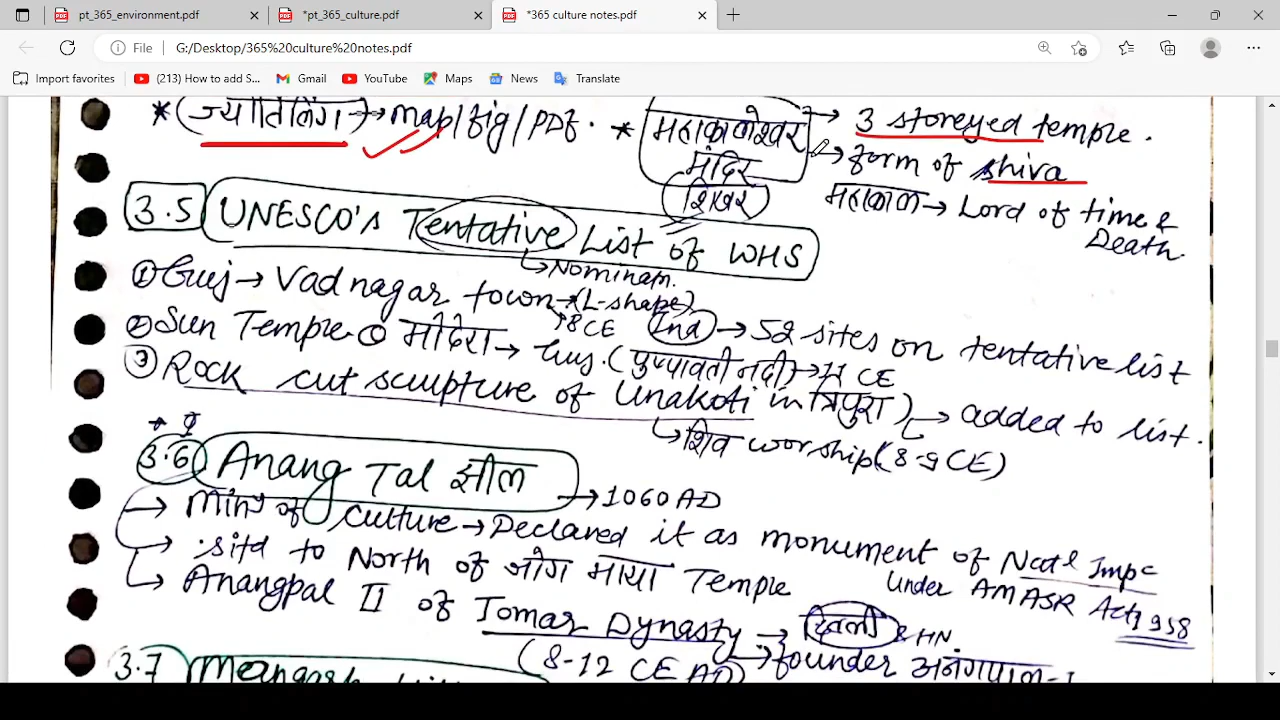 pt_365_environment.pdf
*pt_365_culture.pdf
*365 culture notes.pdf
File G:/Desktop/365%20culture%20notes.pdf
Import favorites (213) How to add S... Gmail YouTube Maps News Translate
*(ज्योतिर्लिंग)→map/fig/PDF. * महाकालेश्वर मंदिर → 3 storeyed temple.
→ form of shiva
शिखर महाकाल → Lord of time & Death.
3.5 UNESCO's Tentative List of WHS
↳ Nominatn.
① Guj → Vadnagar town → (L-shape)
→ 8 CE Ind → 52 sites on tentative list
② Sun Temple @ मोढेरा → Guj. (पुष्पावती नदी) → 11 CE
③ Rock cut sculpture of Unakoti in त्रिपुरा) → added to list.
↳ शिव worship (8-9 CE)
* I
3.6 Anang Tal झील → 1060 AD
→ Miny of Culture → Declared it as monument of Natl Impc under AMASR Act, 1958
→ sitd to North of जोग माया Temple
↳ Anangpal II of Tomar Dynasty → दिल्ली & HN.
(8-12 CE AD) → founder अनंगपाल-I
3.7